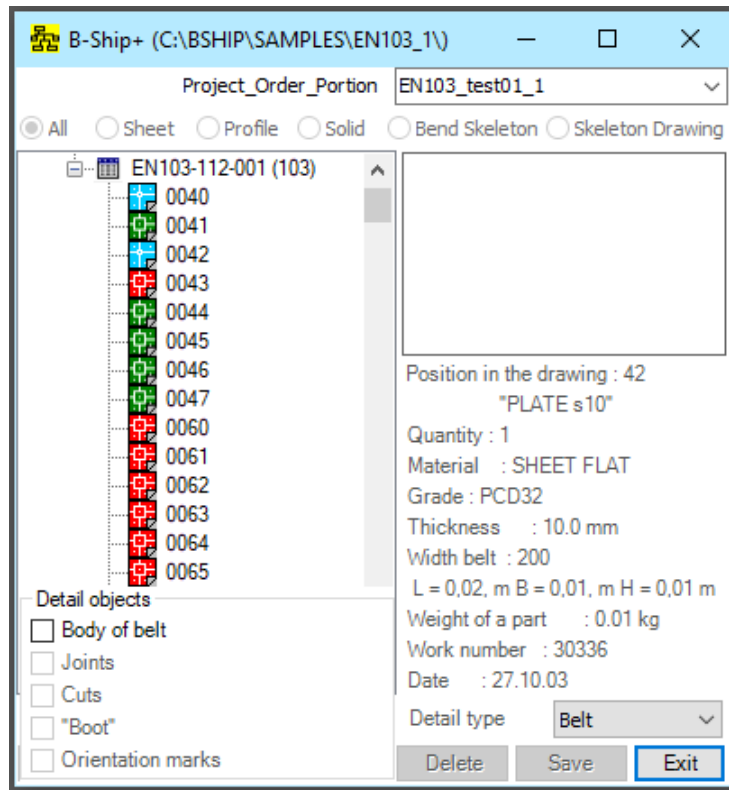 B-Ship+ (C:\BSHIP\SAMPLES\EN103_1\)
Project_Order_Portion EN103_test01_1
All Sheet Profile Solid Bend Skeleton Skeleton Drawing
EN103-112-001 (103)
0040
0041
0042
0043
0044
0045
0046
0047
0060
0061
0062
0063
0064
0065
Detail objects
Body of belt
Joints
Cuts
"Boot"
Orientation marks
Position in the drawing : 42
"PLATE s10"
Quantity : 1
Material : SHEET FLAT
Grade : PCD32
Thickness : 10.0 mm
Width belt : 200
L = 0,02, m B = 0,01, m H = 0,01 m
Weight of a part : 0.01 kg
Work number : 30336
Date : 27.10.03
Detail type Belt
Delete Save Exit